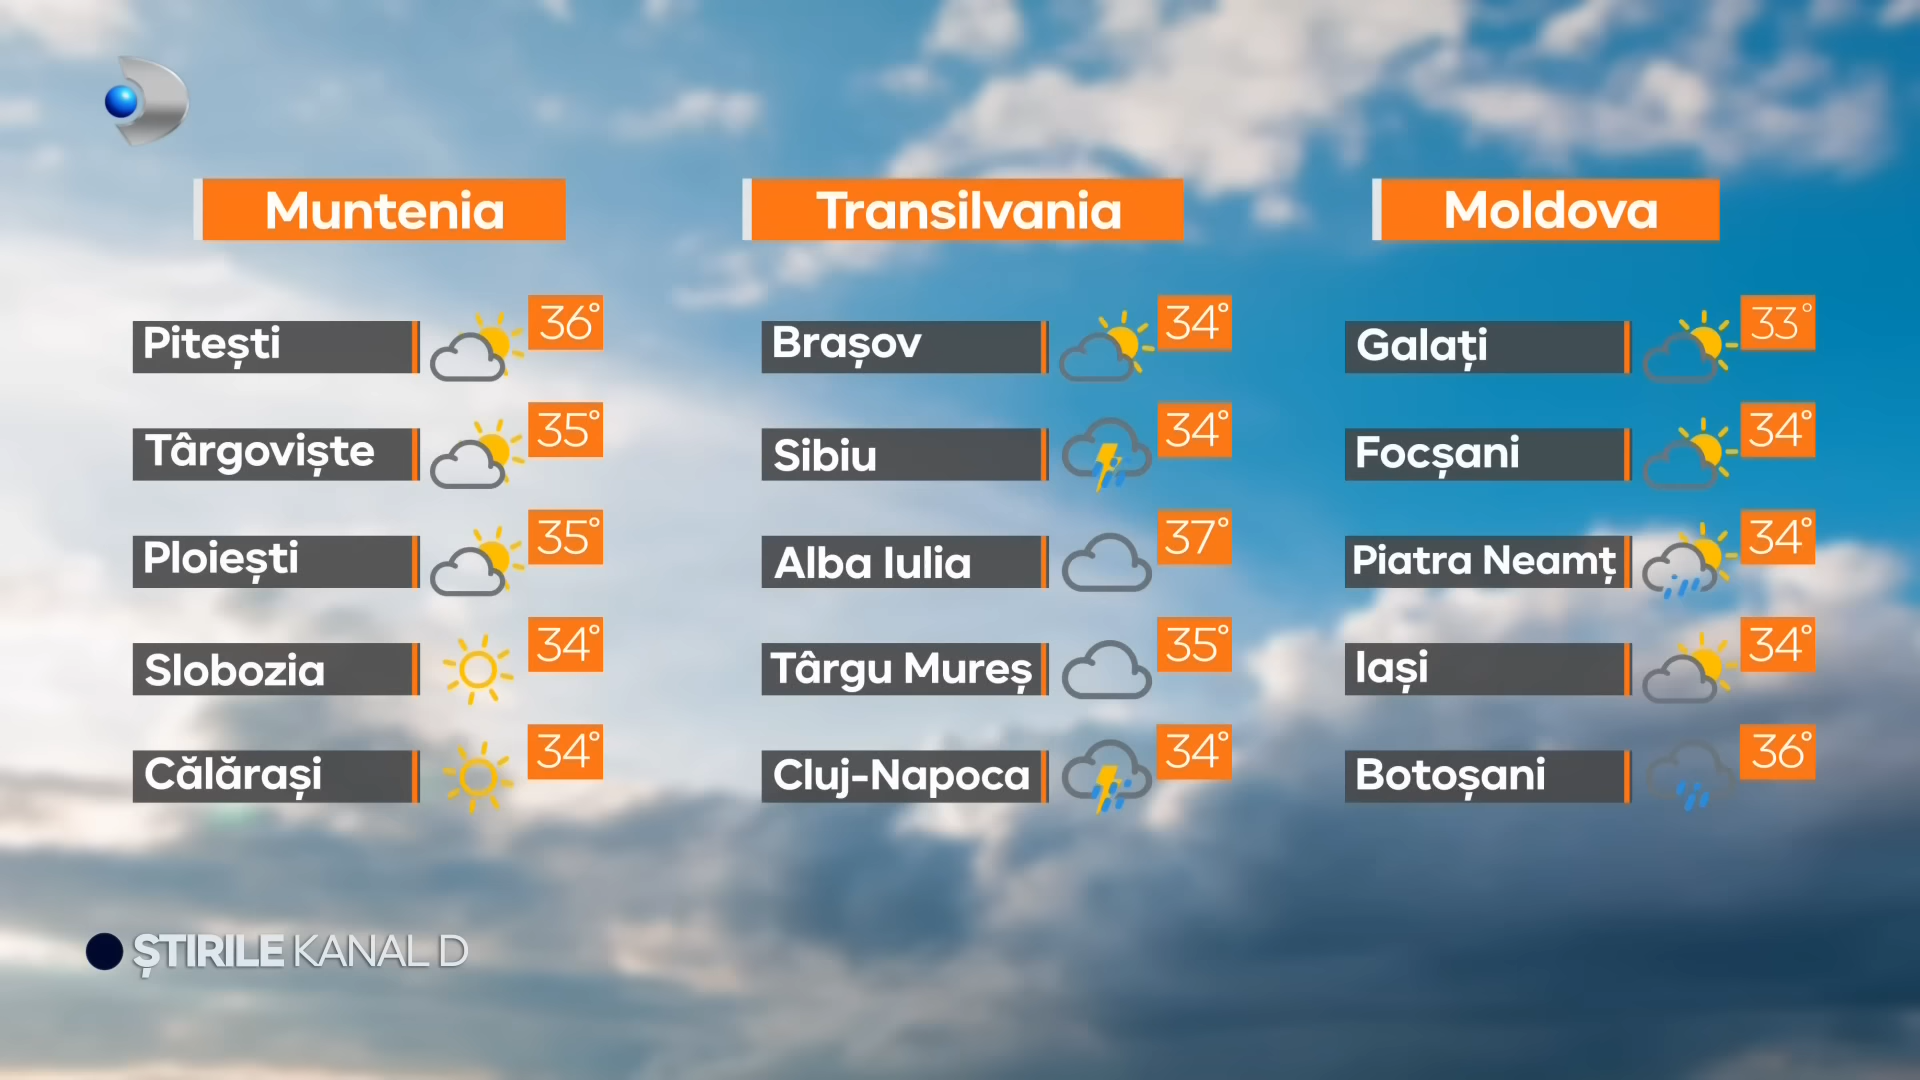 Muntenia
Pitești 36°
Târgoviște 35°
Ploiești 35°
Slobozia 34°
Călărași 34°
Transilvania
Brașov 34°
Sibiu 34°
Alba Iulia 37°
Târgu Mureș 35°
Cluj-Napoca 34°
Moldova
Galați 33°
Focșani 34°
Piatra Neamț 34°
Iași 34°
Botoșani 36°
ȘTIRILE KANAL D